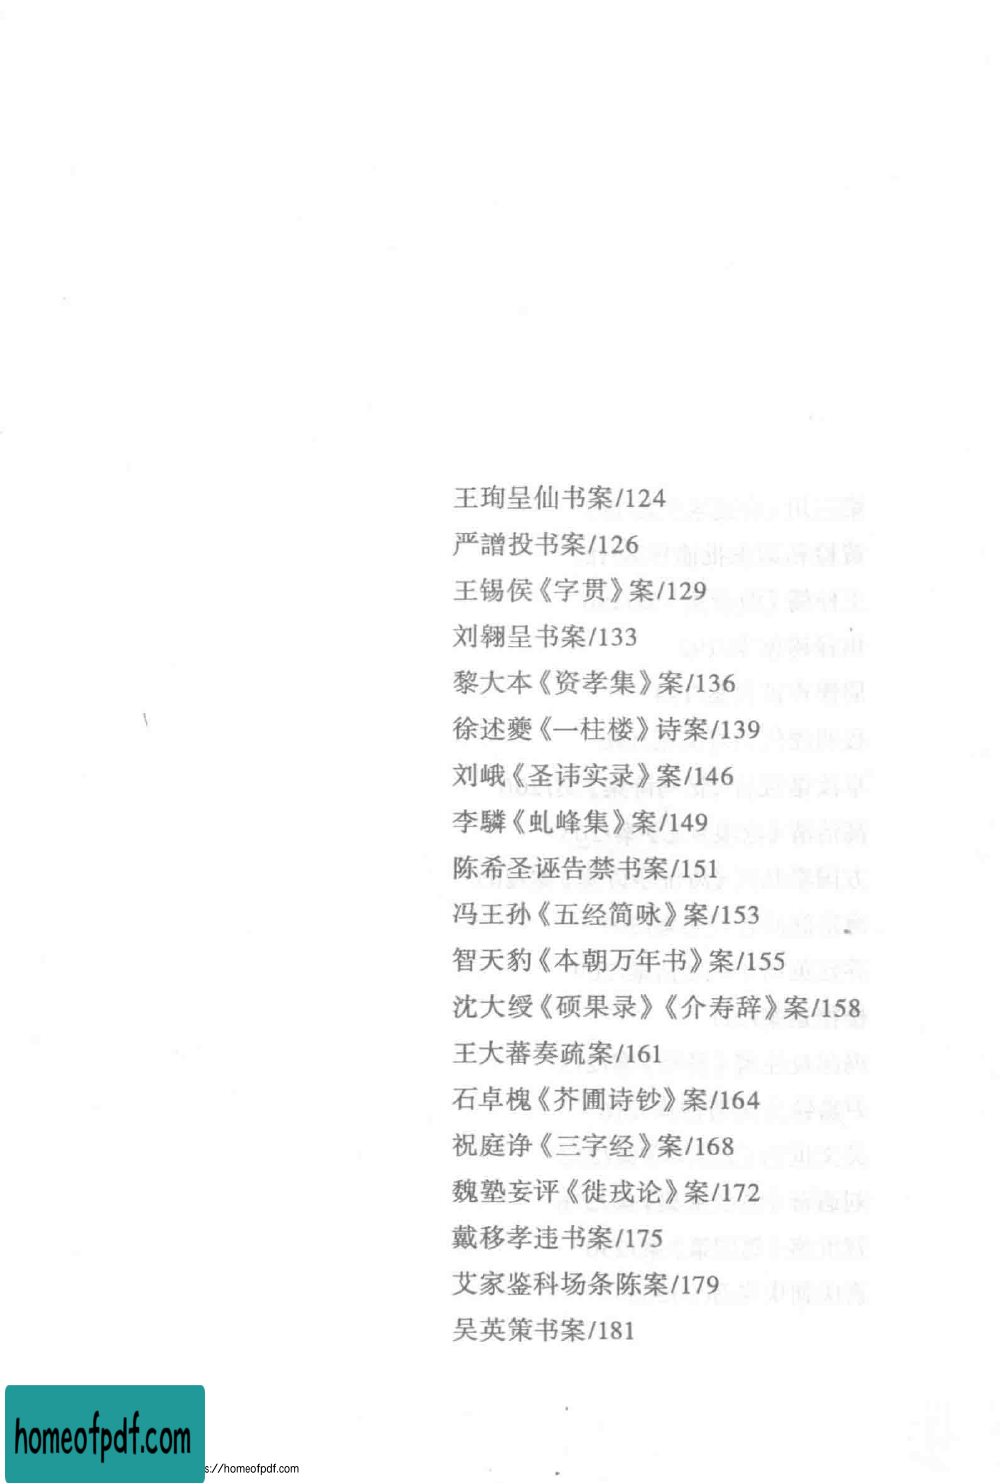 王珣呈仙书案/124
严譄投书案/126
王锡侯《字贯》案/129
刘翱呈书案/133
黎大本《资孝集》案/136
徐述夔《一柱楼》诗案/139
刘峨《圣讳实录》案/146
李驎《虬峰集》案/149
陈希圣诬告禁书案/151
冯王孙《五经简咏》案/153
智天豹《本朝万年书》案/155
沈大绶《硕果录》《介寿辞》案/158
王大蕃奏疏案/161
石卓槐《芥圃诗钞》案/164
祝庭诤《三字经》案/168
魏塾妄评《徙戎论》案/172
戴移孝违书案/175
艾家鉴科场条陈案/179
吴英策书案/181
homeofpdf.com
s://homeofpdf.com